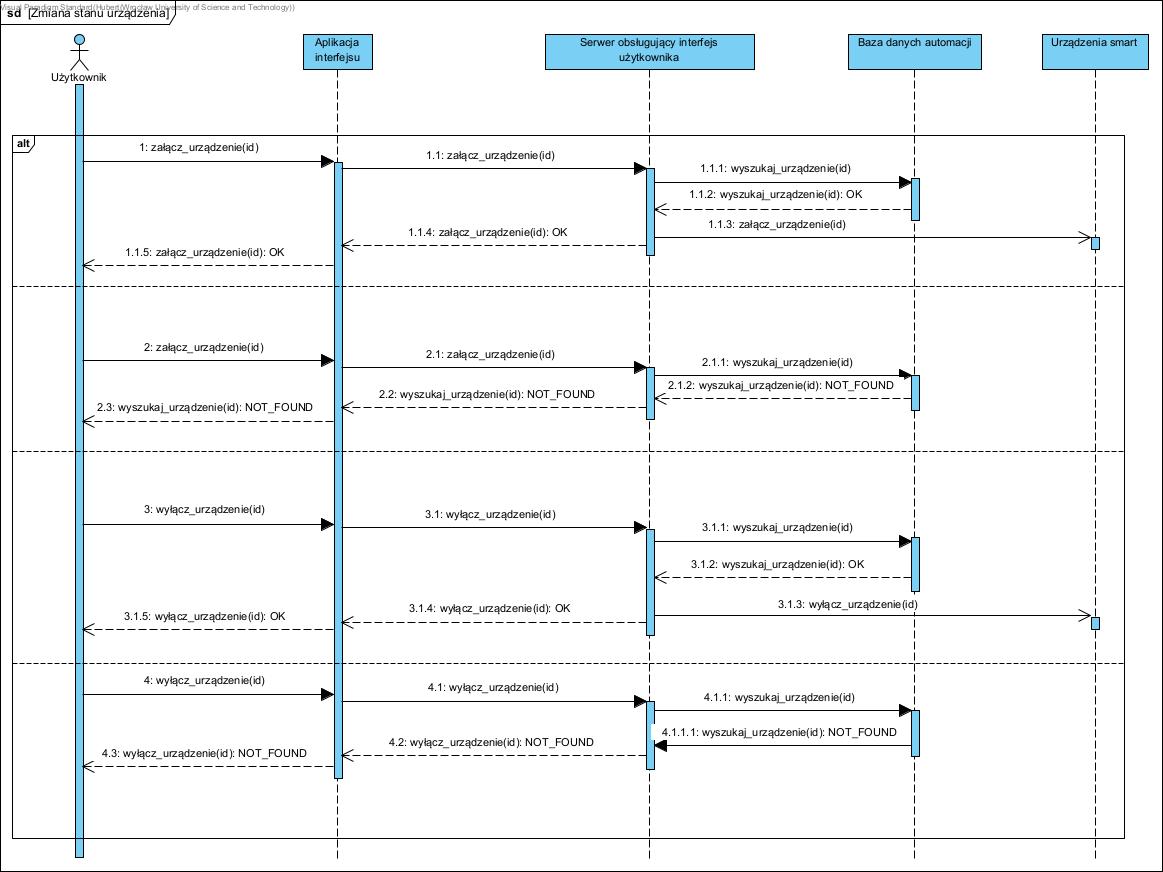 Visual Paradigm Standard(Hubert(Wrocław University of Science and Technology))
sd [Zmiana stanu urządzenia]
Użytkownik
Aplikacja
interfejsu
Serwer obsługujący interfejs
użytkownika
Baza danych automacji
Urządzenia smart
alt
1: załącz_urządzenie(id)
1.1: załącz_urządzenie(id)
1.1.1: wyszukaj_urządzenie(id)
1.1.2: wyszukaj_urządzenie(id): OK
1.1.3: załącz_urządzenie(id)
1.1.4: załącz_urządzenie(id): OK
1.1.5: załącz_urządzenie(id): OK
2: załącz_urządzenie(id)
2.1: załącz_urządzenie(id)
2.1.1: wyszukaj_urządzenie(id)
2.1.2: wyszukaj_urządzenie(id): NOT_FOUND
2.2: wyszukaj_urządzenie(id): NOT_FOUND
2.3: wyszukaj_urządzenie(id): NOT_FOUND
3: wyłącz_urządzenie(id)
3.1: wyłącz_urządzenie(id)
3.1.1: wyszukaj_urządzenie(id)
3.1.2: wyszukaj_urządzenie(id): OK
3.1.3: wyłącz_urządzenie(id)
3.1.4: wyłącz_urządzenie(id): OK
3.1.5: wyłącz_urządzenie(id): OK
4: wyłącz_urządzenie(id)
4.1: wyłącz_urządzenie(id)
4.1.1: wyszukaj_urządzenie(id)
4.1.1.1: wyszukaj_urządzenie(id): NOT_FOUND
4.2: wyłącz_urządzenie(id): NOT_FOUND
4.3: wyłącz_urządzenie(id): NOT_FOUND